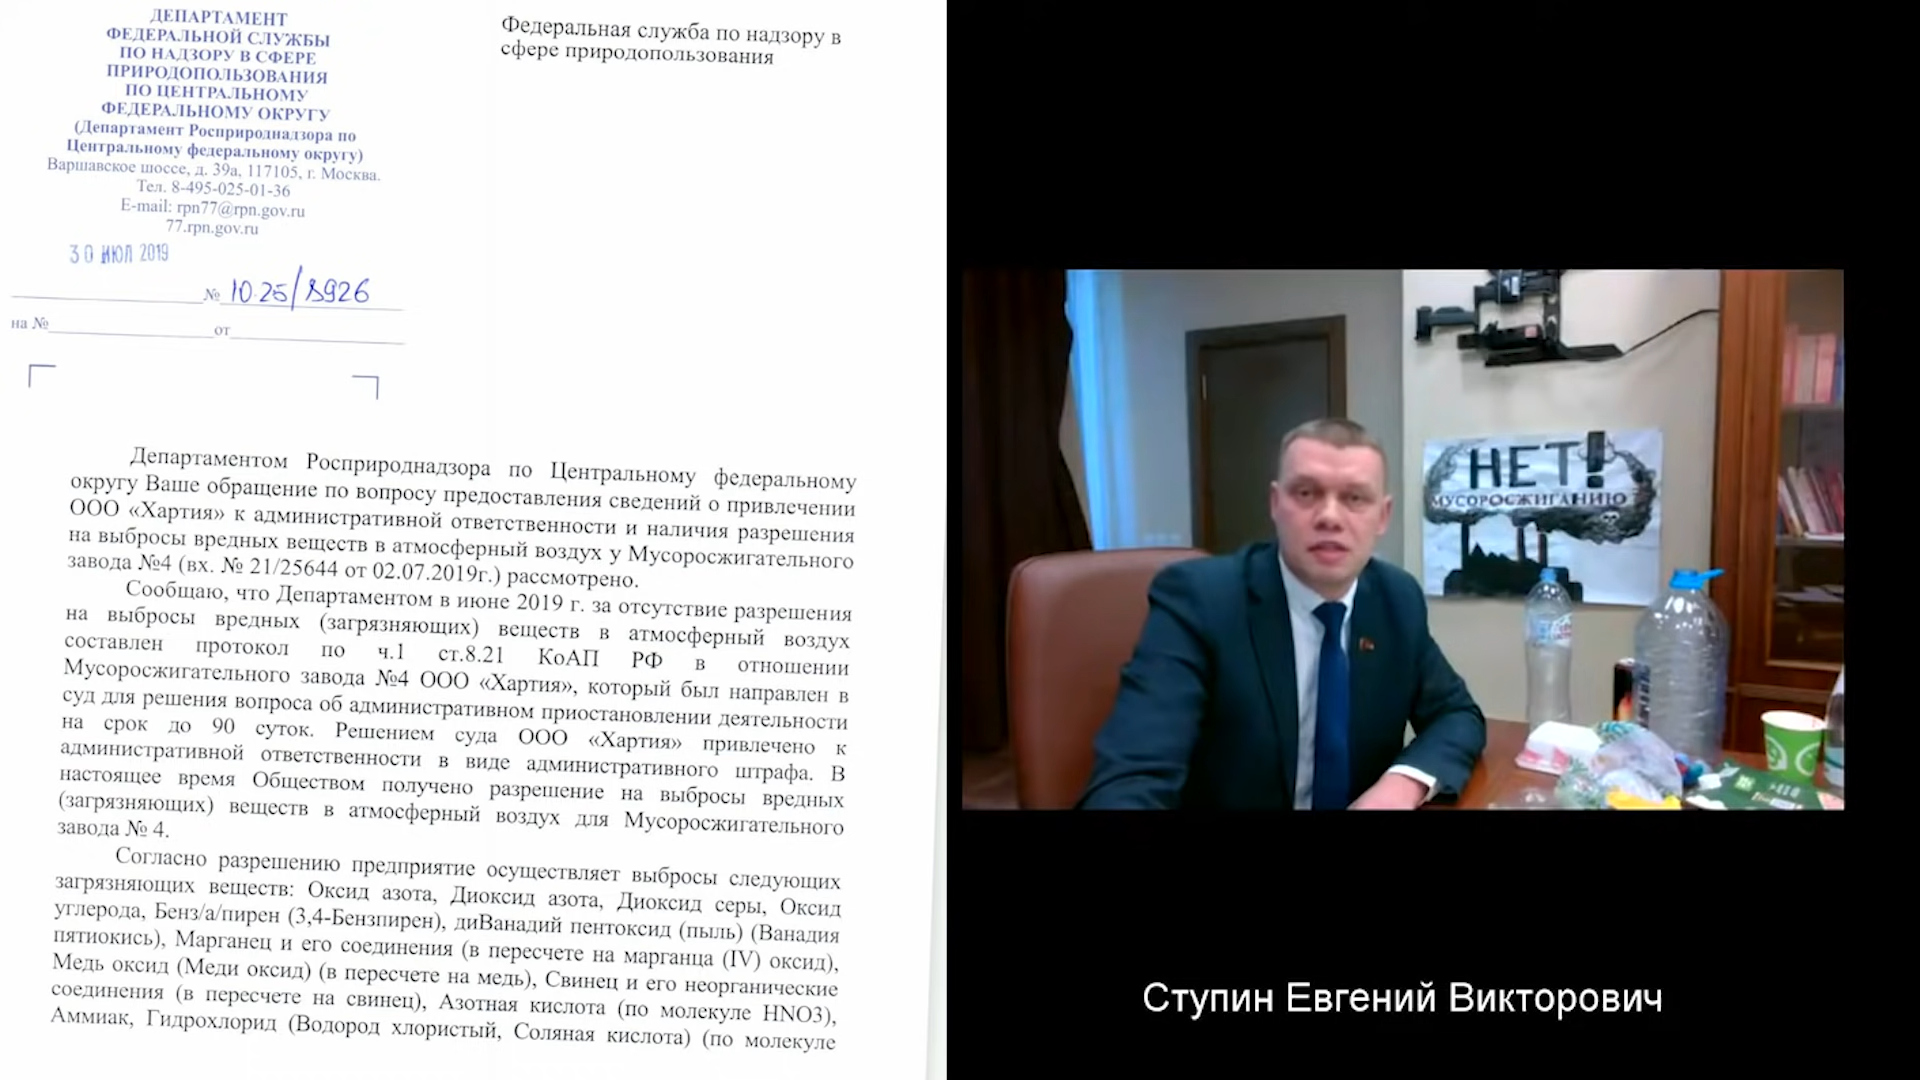 ДЕПАРТАМЕНТ
ФЕДЕРАЛЬНОЙ СЛУЖБЫ
ПО НАДЗОРУ В СФЕРЕ
ПРИРОДОПОЛЬЗОВАНИЯ
ПО ЦЕНТРАЛЬНОМУ
ФЕДЕРАЛЬНОМУ ОКРУГУ
(Департамент Росприроднадзора по
Центральному федеральному округу)
Варшавское шоссе, д. 39а, 117105, г. Москва.
Тел. 8-495-025-01-36
E-mail: rpn77@rpn.gov.ru
77.rpn.gov.ru
30 ИЮЛ 2019
№ 10-25/8926
на № от
Федеральная служба по надзору в
сфере природопользования
Департаментом Росприроднадзора по Центральному федеральному
округу Ваше обращение по вопросу предоставления сведений о привлечении
ООО «Хартия» к административной ответственности и наличия разрешения
на выбросы вредных веществ в атмосферный воздух у Мусоросжигательного
завода №4 (вх. № 21/25644 от 02.07.2019г.) рассмотрено.
Сообщаю, что Департаментом в июне 2019 г. за отсутствие разрешения
на выбросы вредных (загрязняющих) веществ в атмосферный воздух
составлен протокол по ч.1 ст.8.21 КоАП РФ в отношении
Мусоросжигательного завода №4 ООО «Хартия», который был направлен в
суд для решения вопроса об административном приостановлении деятельности
на срок до 90 суток. Решением суда ООО «Хартия» привлечено к
административной ответственности в виде административного штрафа. В
настоящее время Обществом получено разрешение на выбросы вредных
(загрязняющих) веществ в атмосферный воздух для Мусоросжигательного
завода № 4.
Согласно разрешению предприятие осуществляет выбросы следующих
загрязняющих веществ: Оксид азота, Диоксид азота, Диоксид серы, Оксид
углерода, Бенз/а/пирен (3,4-Бензпирен), диВанадий пентоксид (пыль) (Ванадия
пятиокись), Марганец и его соединения (в пересчете на марганца (IV) оксид),
Медь оксид (Меди оксид) (в пересчете на медь), Свинец и его неорганические
соединения (в пересчете на свинец), Азотная кислота (по молекуле HNO3),
Аммиак, Гидрохлорид (Водород хлористый, Соляная кислота) (по молекуле
НЕТ!
МУСОРОСЖИГАНИЮ
Ступин Евгений Викторович